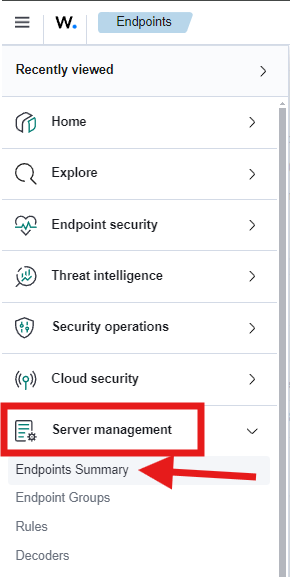 W. Endpoints
Recently viewed
Home
Explore
Endpoint security
Threat intelligence
Security operations
Cloud security
Server management
Endpoints Summary
Endpoint Groups
Rules
Decoders